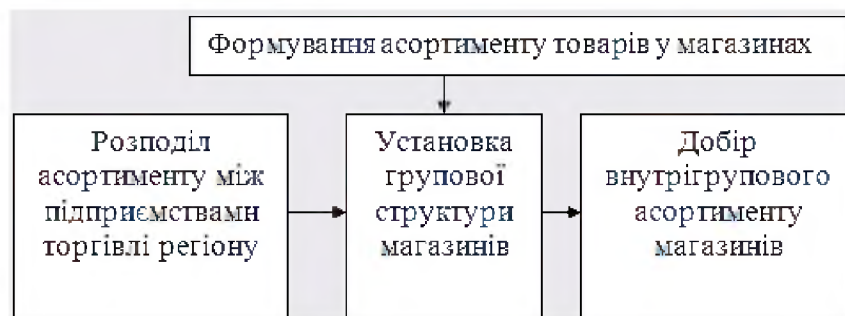 Формування асортименту товарів у магазинах
Розподіл
асортименту між
підприємствами
торгівлі регіону
Установка
групової
структури
магазинів
Добір
внутрігрупового
асортименту
магазинів